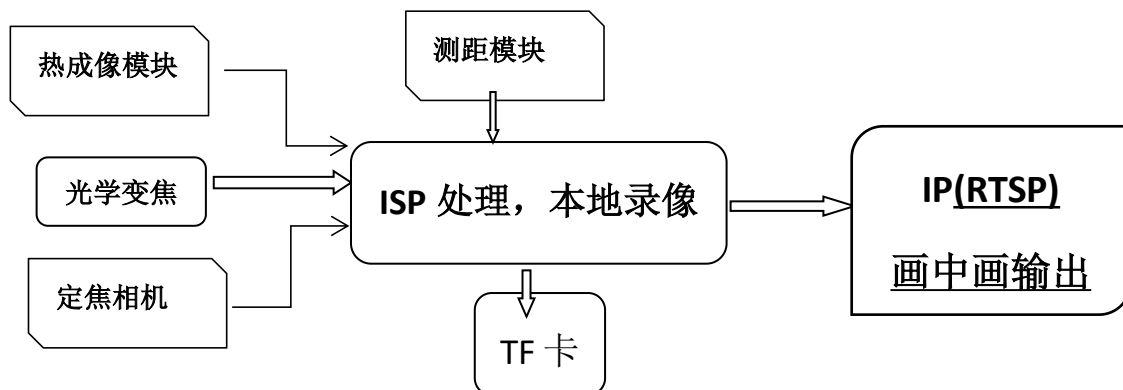 热成像模块
测距模块
光学变焦
ISP 处理，本地录像
IP(RTSP)
画中画输出
定焦相机
TF 卡